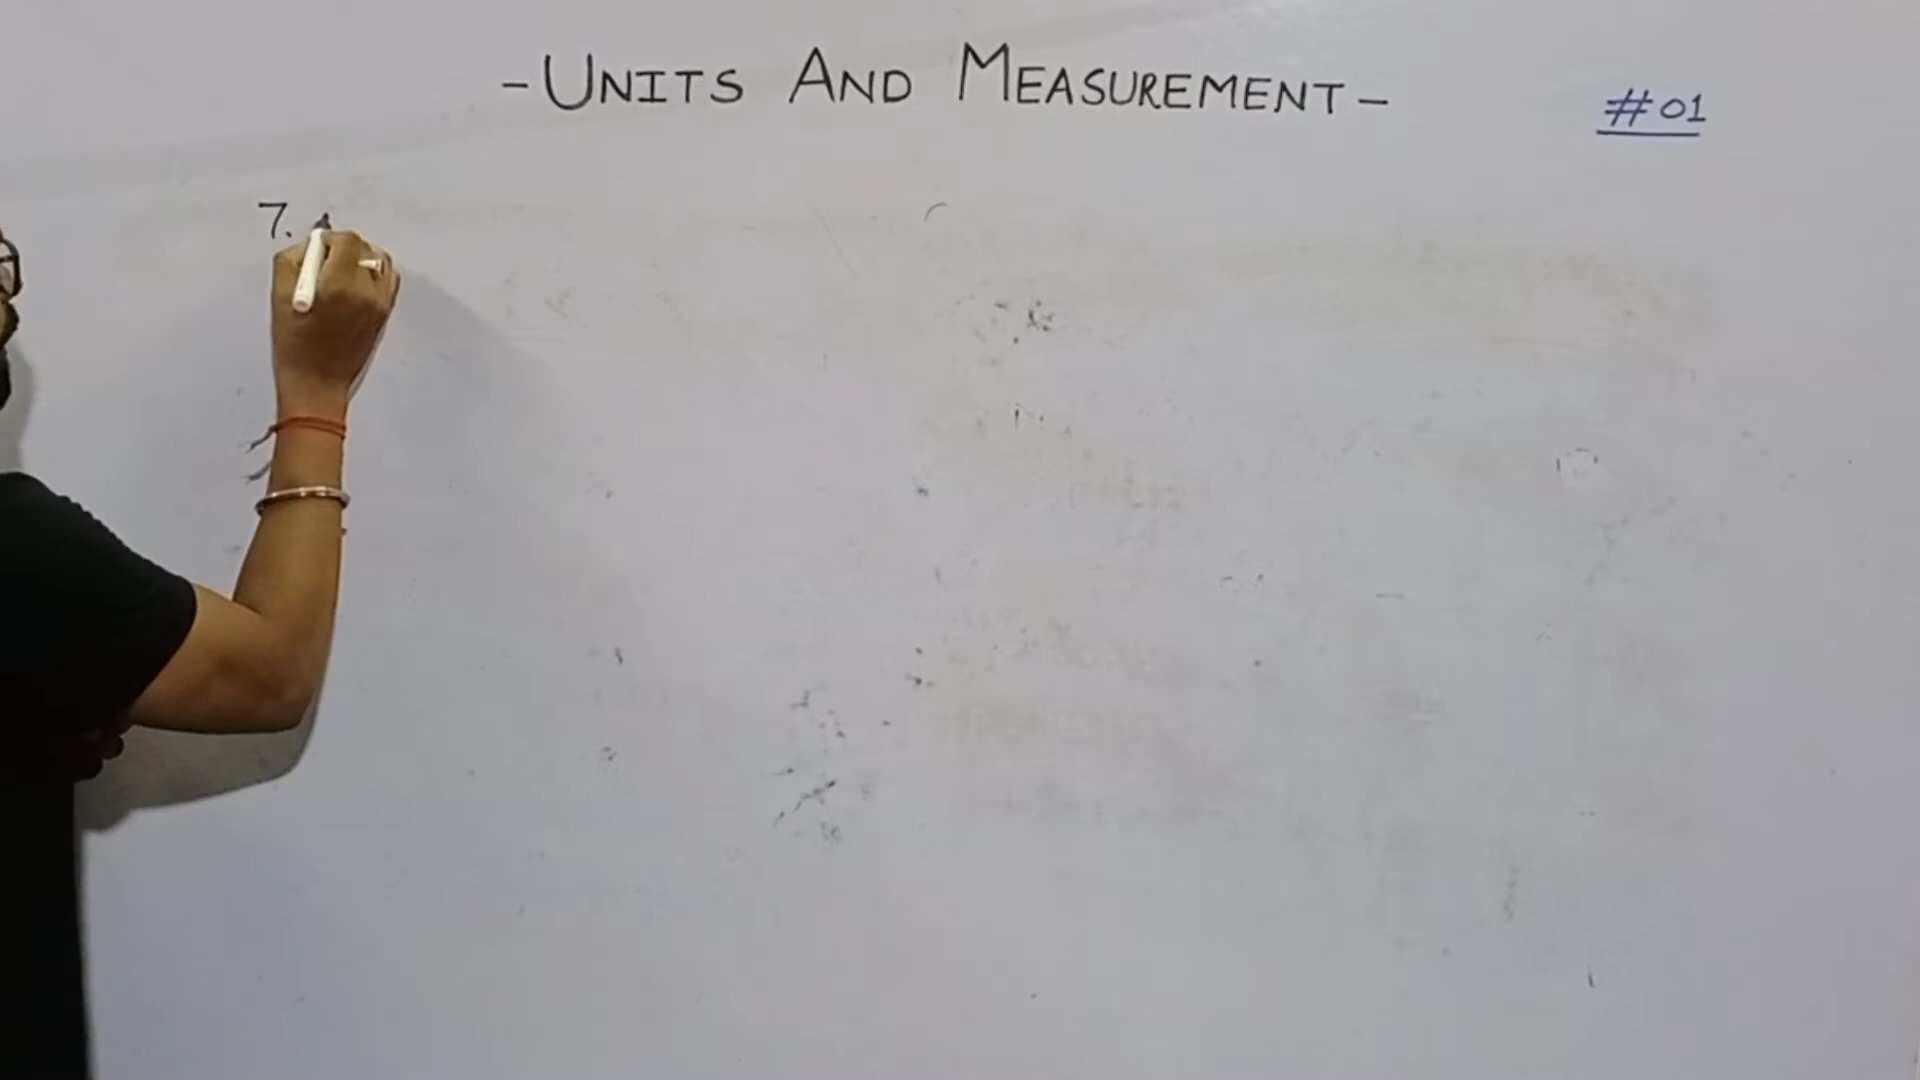 - UNITS AND MEASUREMENT -
#01
7.